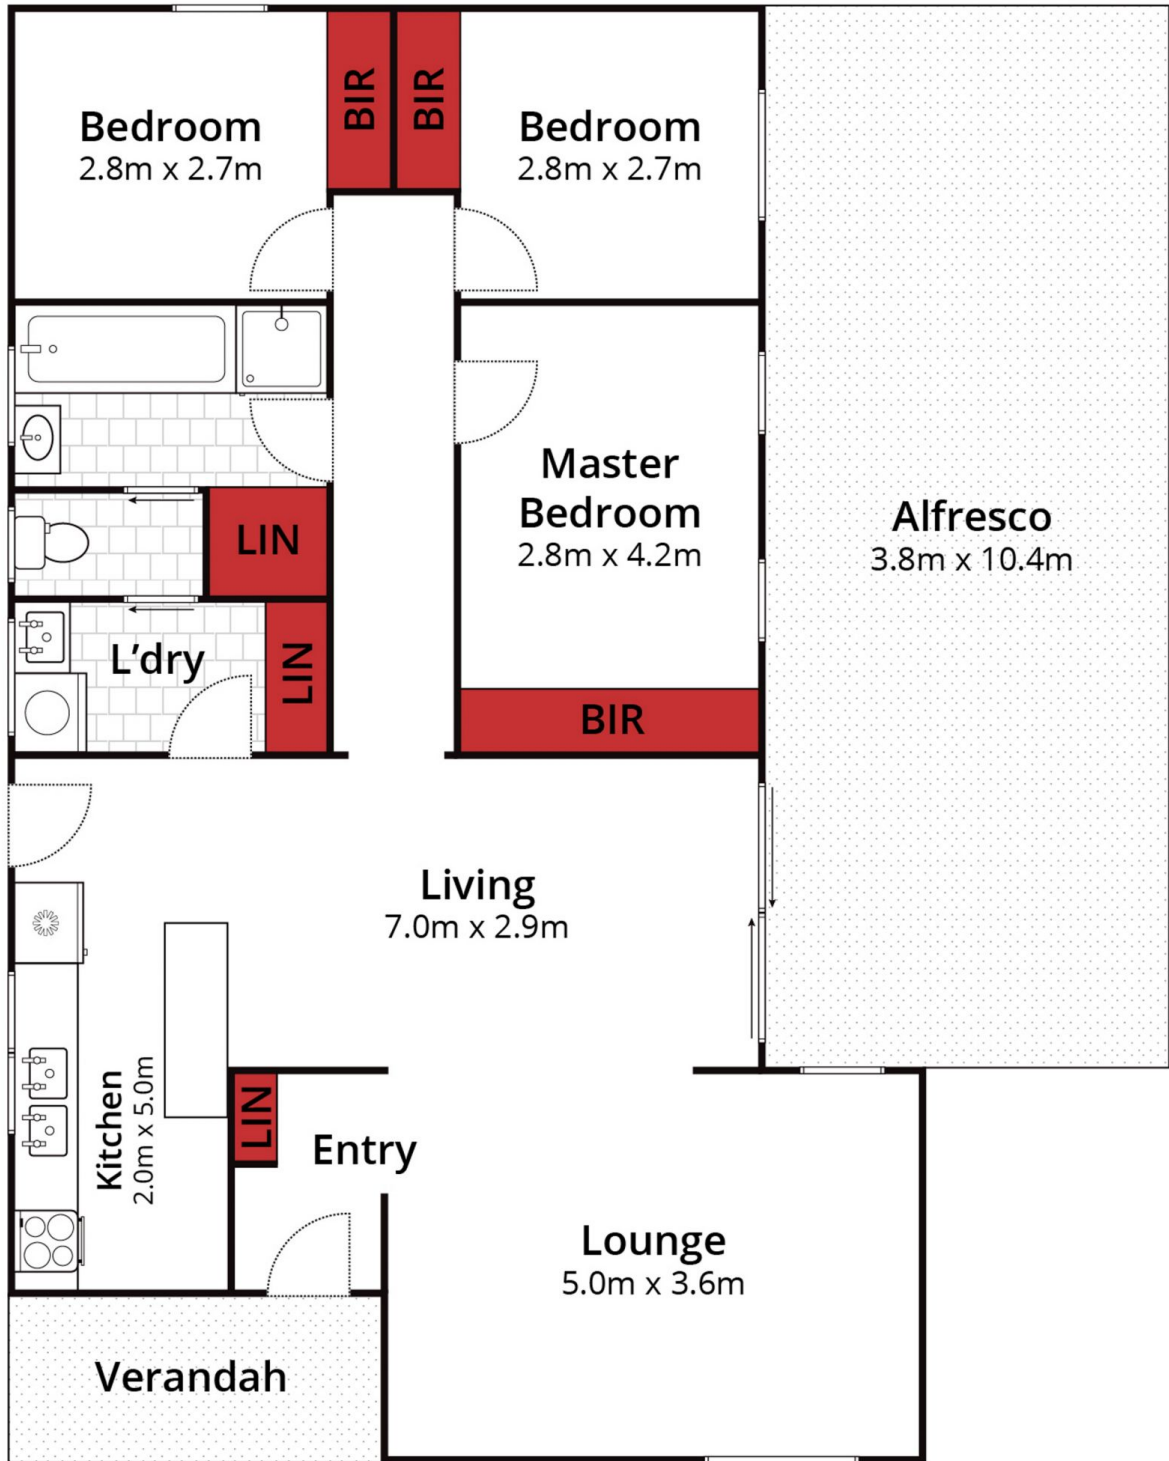 Bedroom
2.8m x 2.7m
BIR
BIR
Bedroom
2.8m x 2.7m
Master
Bedroom
2.8m x 4.2m
Alfresco
3.8m x 10.4m
LIN
L'dry
LIN
BIR
Living
7.0m x 2.9m
Kitchen
2.0m x 5.0m
LIN
Entry
Lounge
5.0m x 3.6m
Verandah